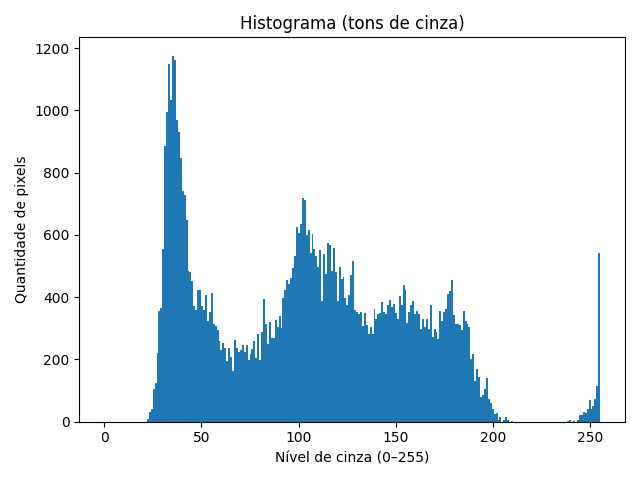 Histograma (tons de cinza)
1200
1000
800
600
400
200
0
Quantidade de pixels
0 50 100 150 200 250
Nível de cinza (0–255)